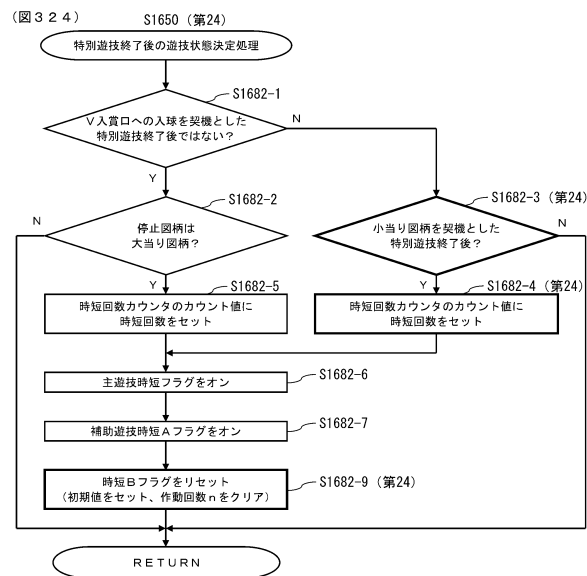 (図324)
S1650 (第24)
特別遊技終了後の遊技状態決定処理
S1682-1
V入賞口への入球を契機とした
特別遊技終了後ではない?
N
Y
S1682-2
停止図柄は
大当り図柄?
N
Y
S1682-3 (第24)
小当り図柄を契機とした
特別遊技終了後?
N
Y
S1682-5
時短回数カウンタのカウント値に
時短回数をセット
S1682-4 (第24)
時短回数カウンタのカウント値に
時短回数をセット
主遊技時短フラグをオン
S1682-6
補助遊技時短Aフラグをオン
S1682-7
時短Bフラグをリセット
(初期値をセット、作動回数nをクリア)
S1682-9 (第24)
RETURN